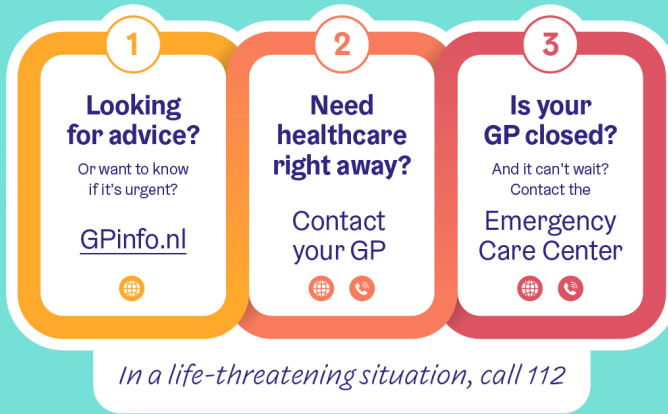 1
Looking
for advice?
Or want to know
if it's urgent?
GPinfo.nl
2
Need
healthcare
right away?
Contact
your GP
3
Is your
GP closed?
And it can't wait?
Contact the
Emergency
Care Center
In a life-threatening situation, call 112